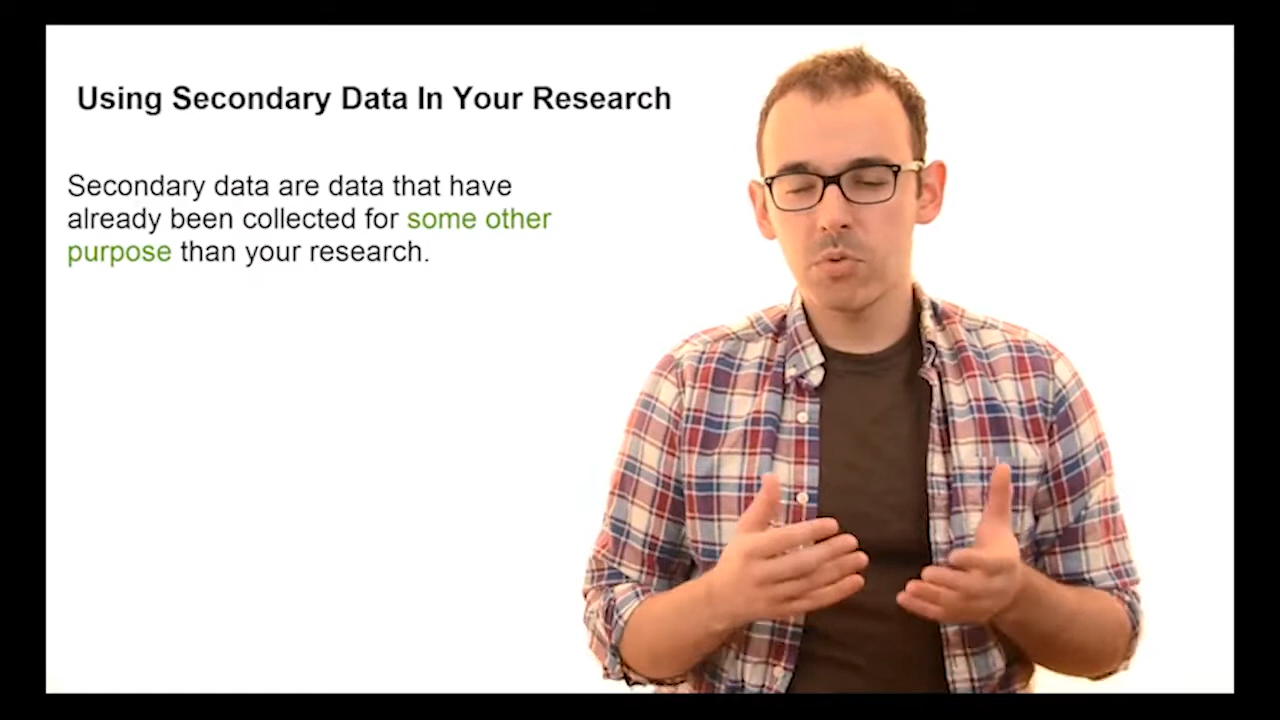 Using Secondary Data In Your Research
Secondary data are data that have
already been collected for some other
purpose than your research.